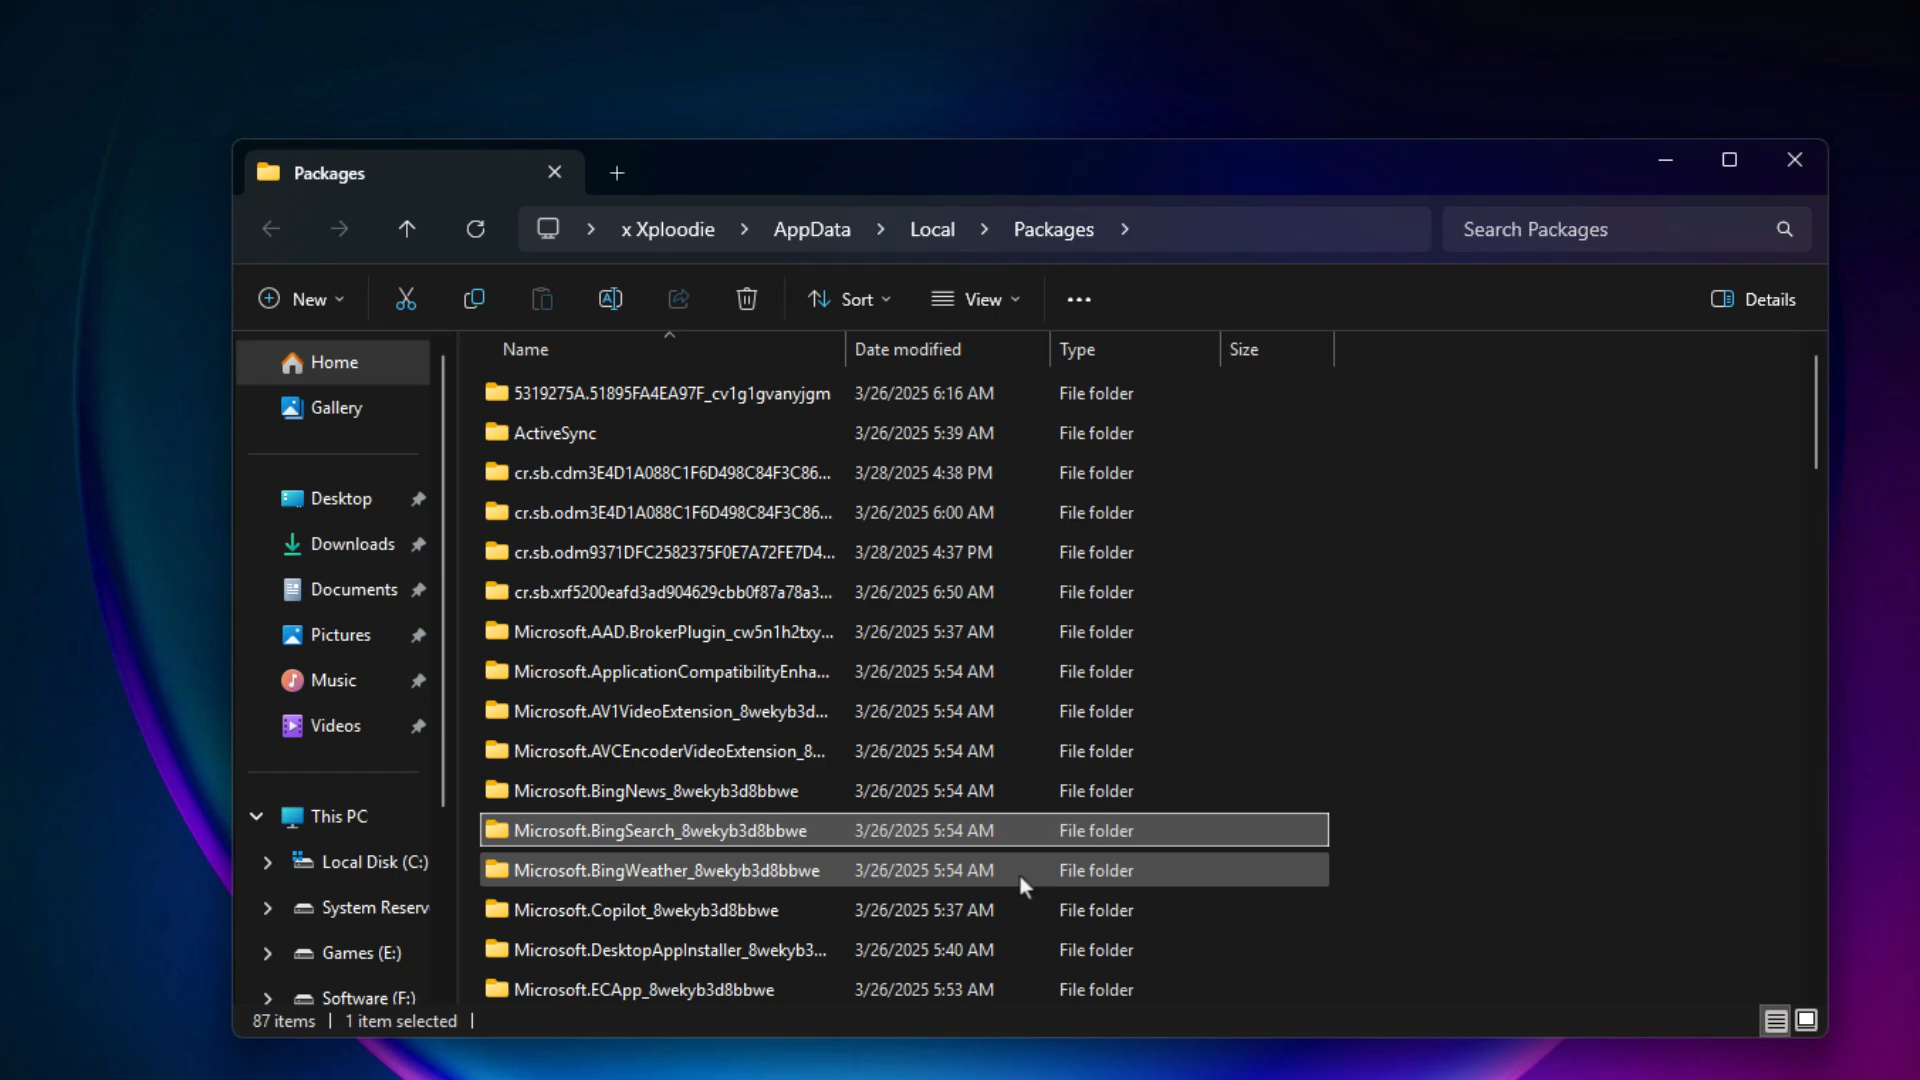 Packages
x Xploodie
AppData
Local
Packages
Search Packages
New
Sort
View
Details
Name
Date modified
Type
Size
Home
Gallery
Desktop
Downloads
Documents
Pictures
Music
Videos
This PC
Local Disk (C:)
System Reserv
Games (E:)
Software (F:)
5319275A.51895FA4EA97F_cv1g1gvanyjgm 3/26/2025 6:16 AM File folder
ActiveSync 3/26/2025 5:39 AM File folder
cr.sb.cdm3E4D1A088C1F6D498C84F3C86... 3/28/2025 4:38 PM File folder
cr.sb.odm3E4D1A088C1F6D498C84F3C86... 3/26/2025 6:00 AM File folder
cr.sb.odm9371DFC2582375F0E7A72FE7D4... 3/28/2025 4:37 PM File folder
cr.sb.xrf5200eafd3ad904629cbb0f87a78a3... 3/26/2025 6:50 AM File folder
Microsoft.AAD.BrokerPlugin_cw5n1h2txy... 3/26/2025 5:37 AM File folder
Microsoft.ApplicationCompatibilityEnha... 3/26/2025 5:54 AM File folder
Microsoft.AV1VideoExtension_8wekyb3d... 3/26/2025 5:54 AM File folder
Microsoft.AVCEncoderVideoExtension_8... 3/26/2025 5:54 AM File folder
Microsoft.BingNews_8wekyb3d8bbwe 3/26/2025 5:54 AM File folder
Microsoft.BingSearch_8wekyb3d8bbwe 3/26/2025 5:54 AM File folder
Microsoft.BingWeather_8wekyb3d8bbwe 3/26/2025 5:54 AM File folder
Microsoft.Copilot_8wekyb3d8bbwe 3/26/2025 5:37 AM File folder
Microsoft.DesktopAppInstaller_8wekyb3... 3/26/2025 5:40 AM File folder
Microsoft.ECApp_8wekyb3d8bbwe 3/26/2025 5:53 AM File folder
87 items | 1 item selected |